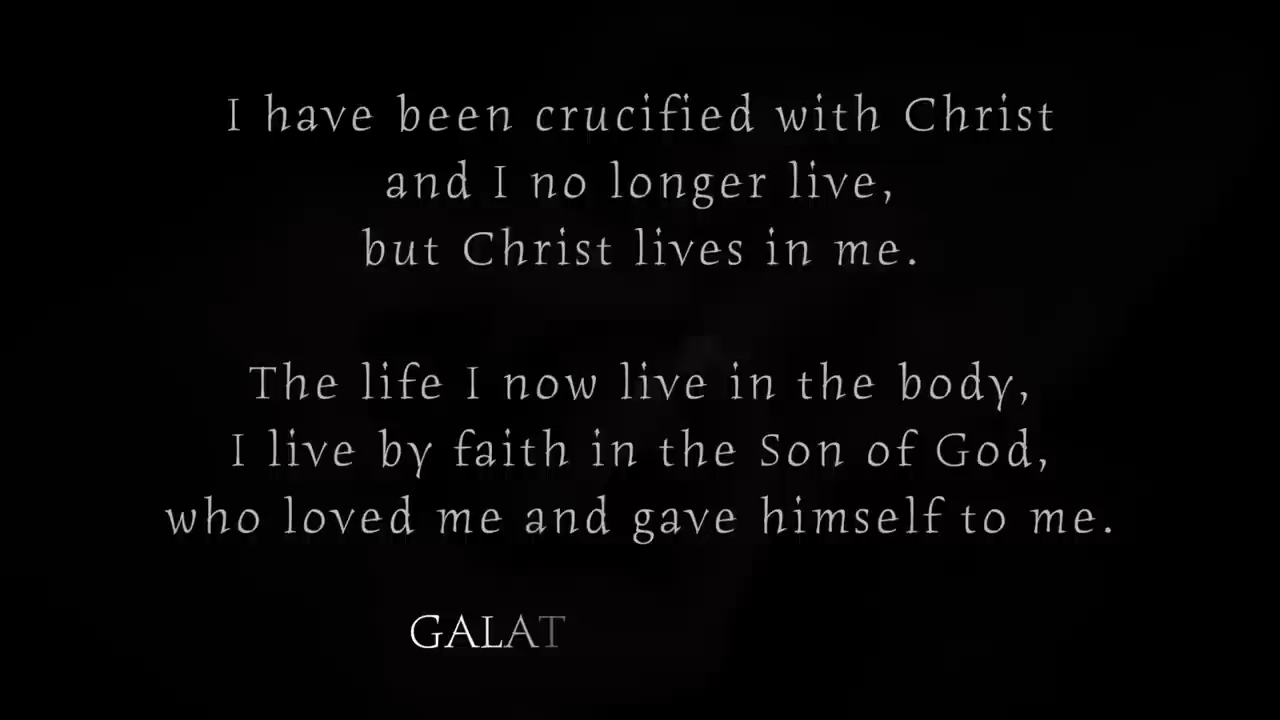 I have been crucified with Christ
and I no longer live,
but Christ lives in me.
The life I now live in the body,
I live by faith in the Son of God,
who loved me and gave himself to me.
GALAT